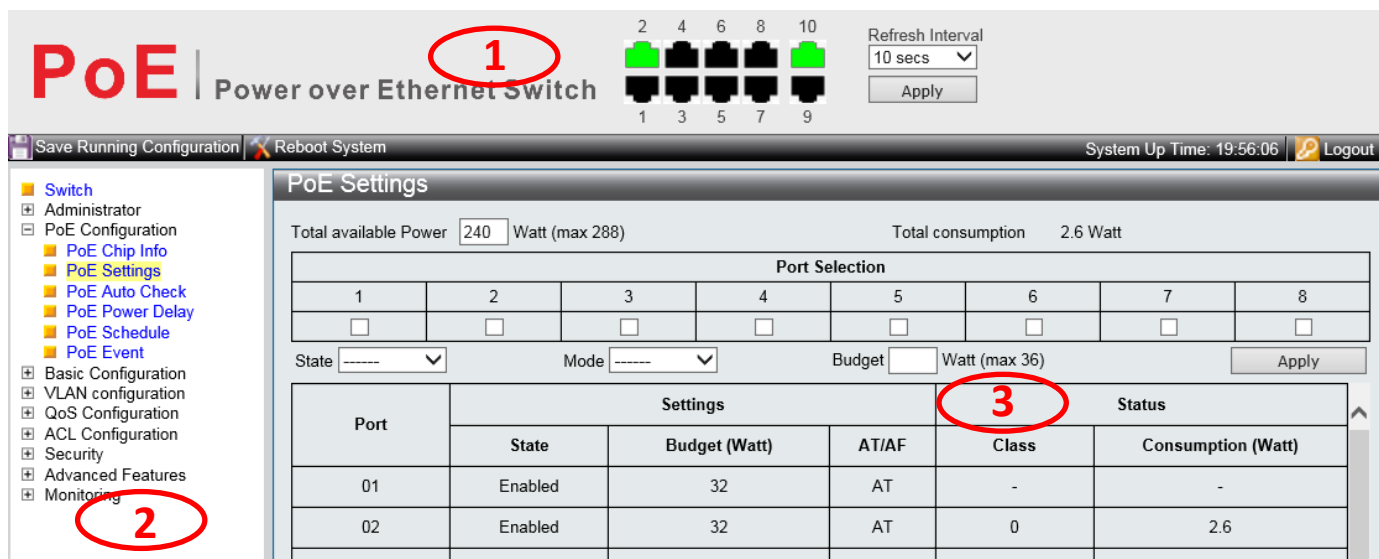 2 4 6 8 10
Refresh Interval
10 secs
1
PoE | Power over Ethernet Switch
Apply
1 3 5 7 9
Save Running Configuration Reboot System System Up Time: 19:56:06 Logout
Switch
Administrator
PoE Configuration
PoE Chip Info
PoE Settings
PoE Auto Check
PoE Power Delay
PoE Schedule
PoE Event
Basic Configuration
VLAN configuration
QoS Configuration
ACL Configuration
Security
Advanced Features
Monitoring
2
PoE Settings
Total available Power 240 Watt (max 288) Total consumption 2.6 Watt
Port Selection
1 2 3 4 5 6 7 8
State ------ Mode ------ Budget Watt (max 36) Apply
Port Settings 3 Status
State Budget (Watt) AT/AF Class Consumption (Watt)
01 Enabled 32 AT - -
02 Enabled 32 AT 0 2.6